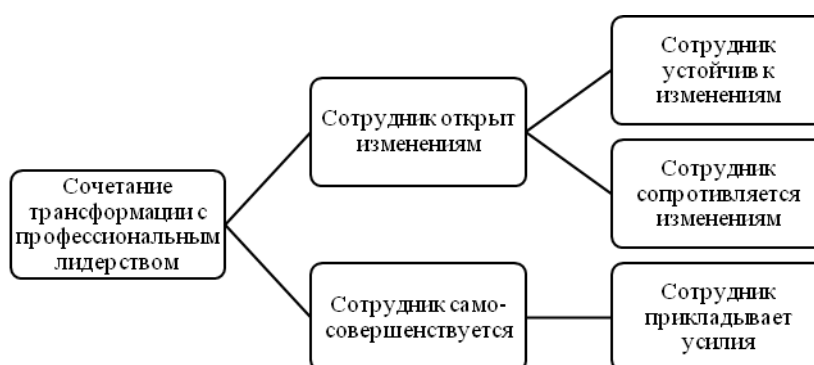 Сочетание
трансформации с
профессиональным
лидерством
Сотрудник открыт
изменениям
Сотрудник
устойчив к
изменениям
Сотрудник
сопротивляется
изменениям
Сотрудник само-
совершенствуется
Сотрудник
прикладывает
усилия